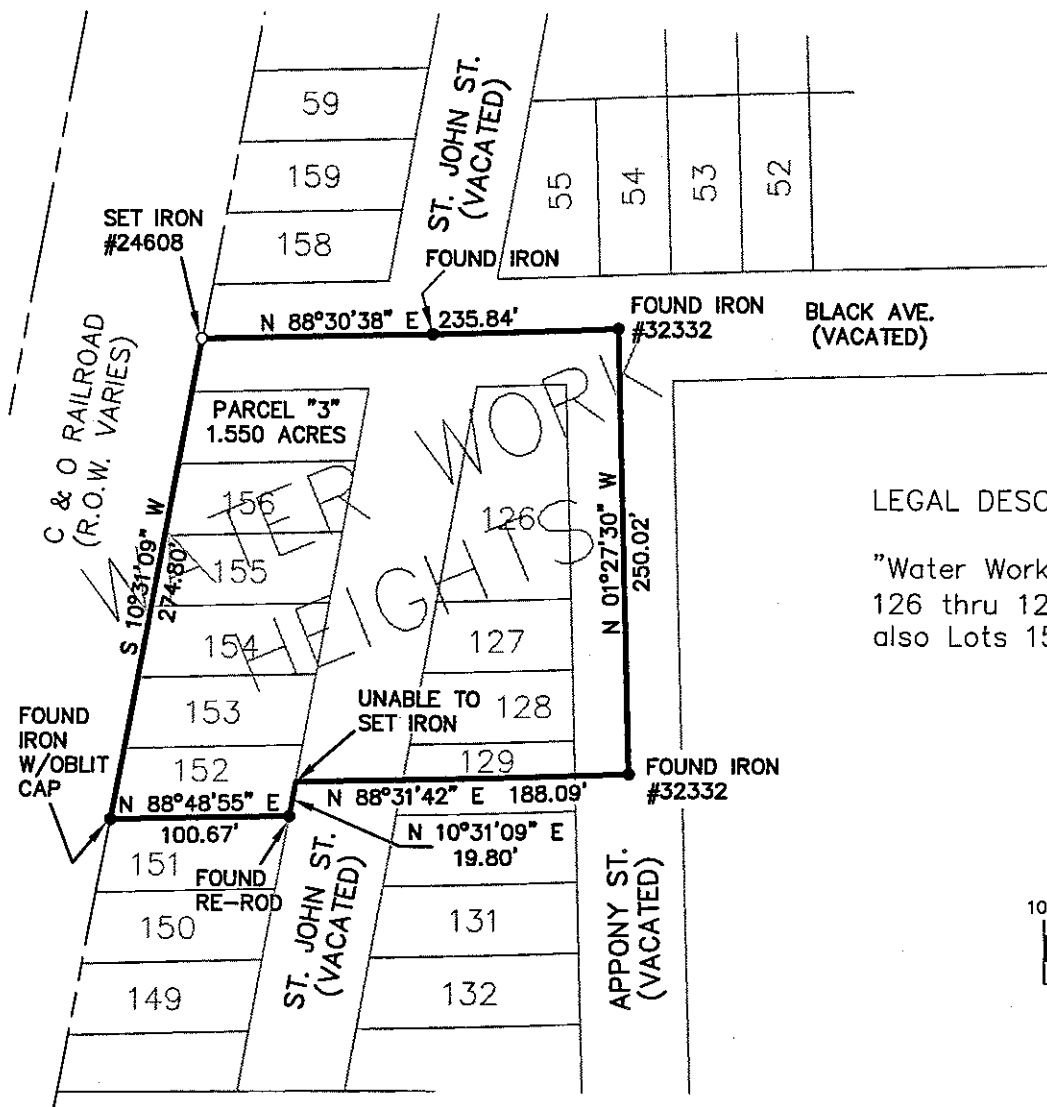 59
159
158
ST. JOHN ST.
(VACATED)
55
54
53
52
SET IRON
#24608
FOUND IRON
FOUND IRON
#32332
BLACK AVE.
(VACATED)
N 88°30'38" E 235.84'
C & O RAILROAD
(R.O.W. VARIES)
PARCEL "3"
1.550 ACRES
WATER WORK
HEIGHTS
156
155
154
153
152
126
127
128
129
S 10°31'09" W
274.80'
N 01°27'30" W
250.02'
LEGAL DESC
"Water Work
126 thru 12
also Lots 15
UNABLE TO
SET IRON
FOUND
IRON
W/OBLIT
CAP
FOUND IRON
#32332
N 88°48'55" E
100.67'
N 88°31'42" E 188.09'
N 10°31'09" E
19.80'
FOUND
RE-ROD
151
150
149
131
132
ST. JOHN ST.
(VACATED)
APPONY ST.
(VACATED)
10